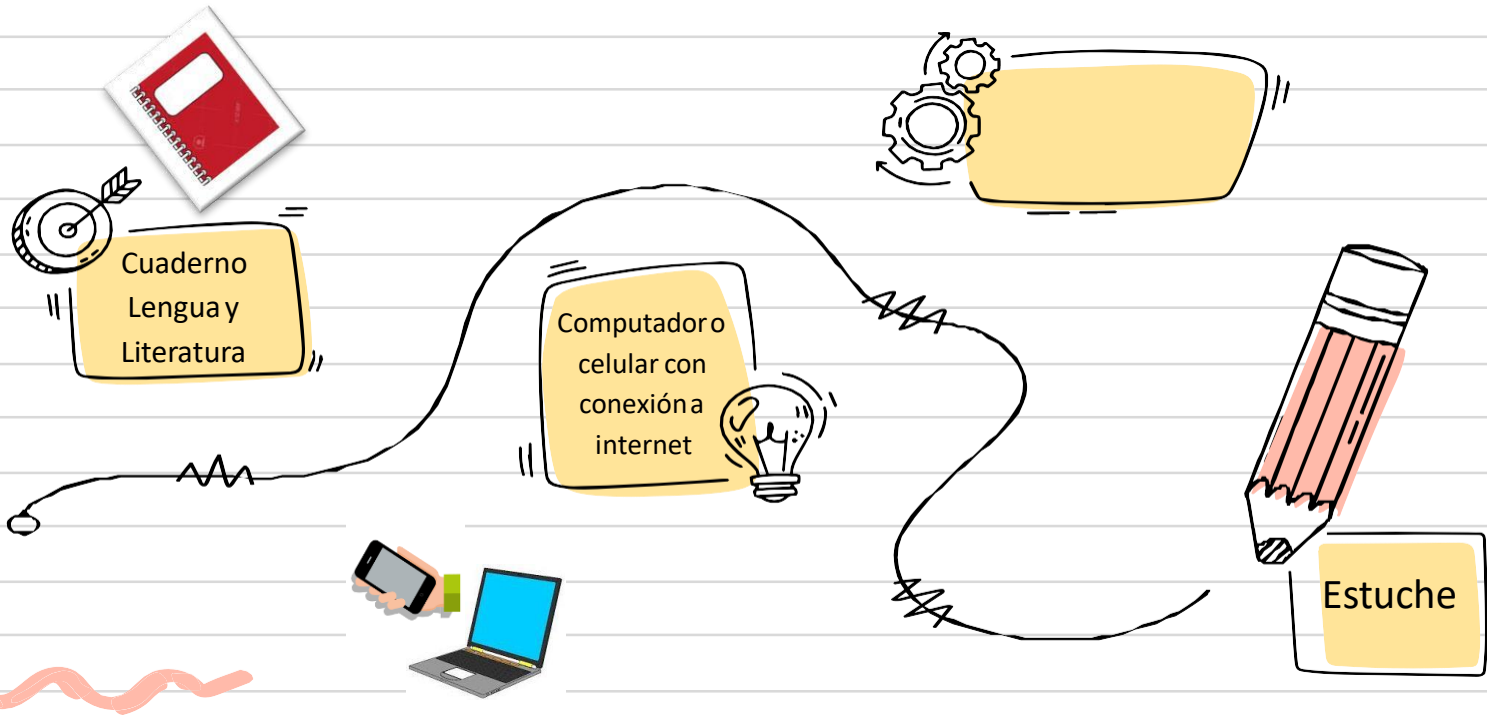 Cuaderno
Lengua y
Literatura
Computador o
celular con
conexión a
internet
Estuche